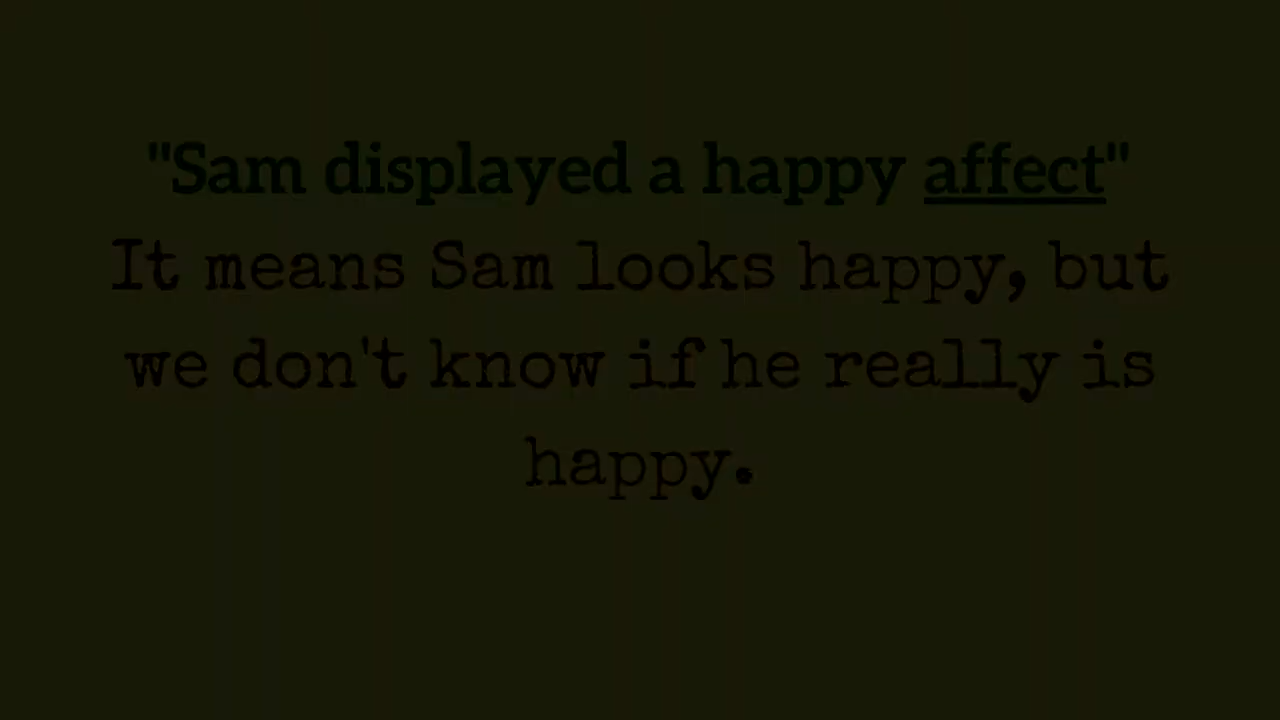 "Sam displayed a happy affect"
It means Sam looks happy, but
we don't know if he really is
happy.